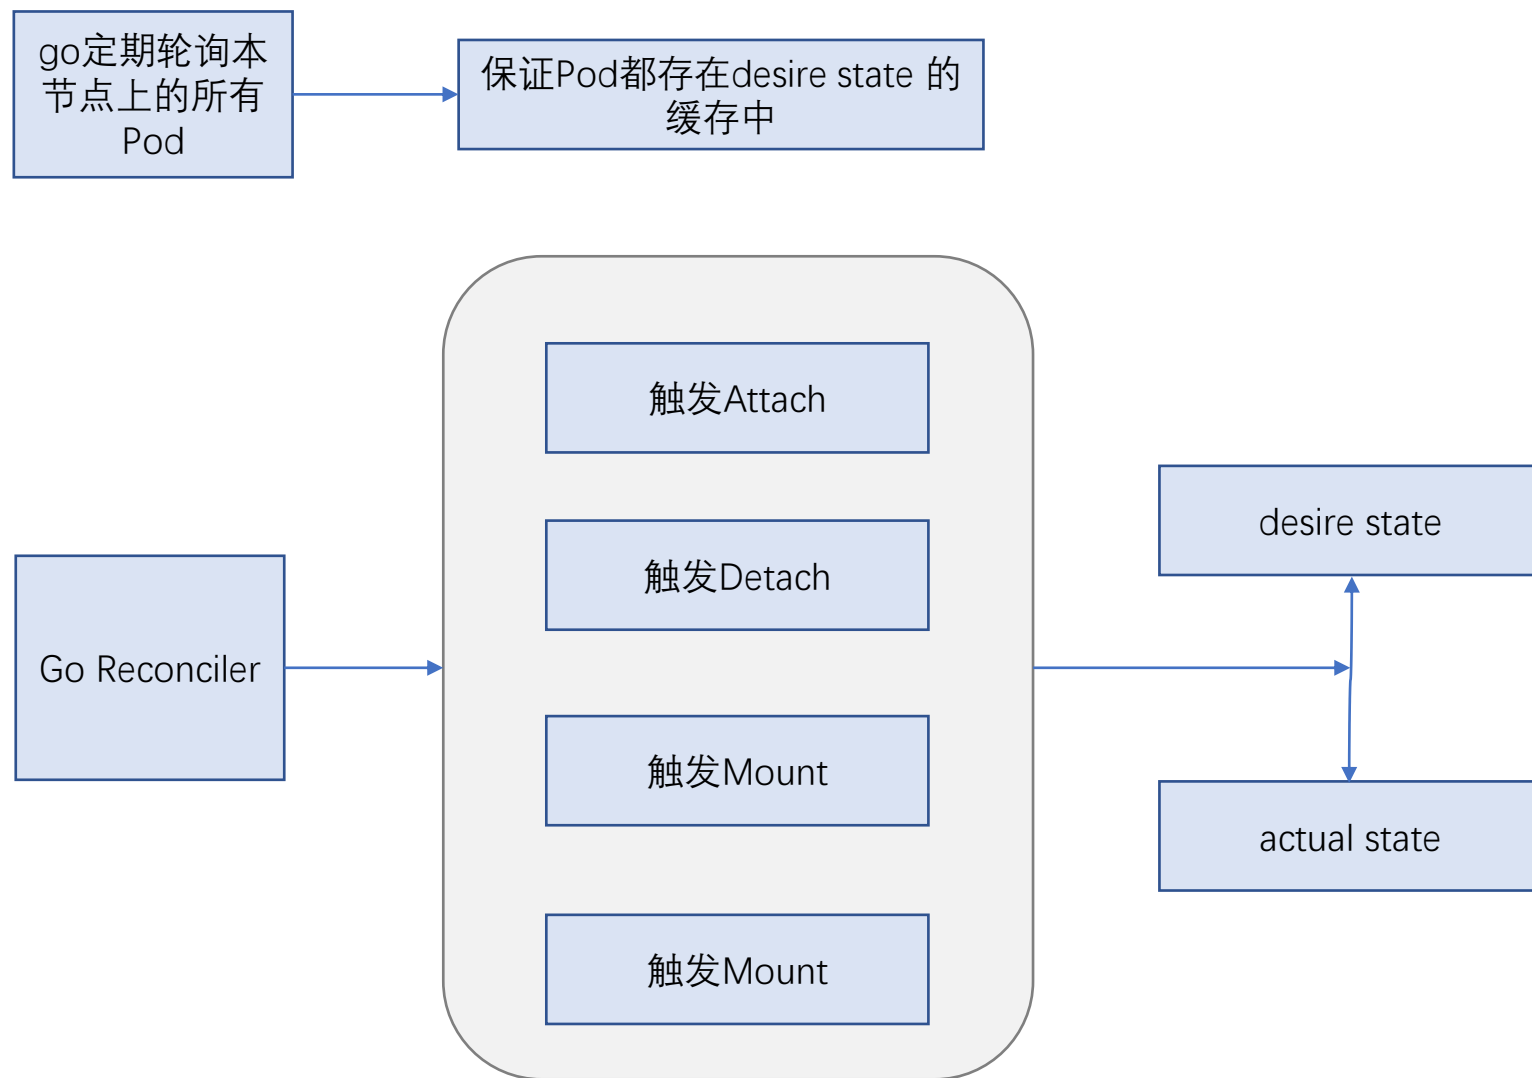 go定期轮询本
节点上的所有
Pod
保证Pod都存在desire state 的
缓存中
触发Attach
触发Detach
desire state
Go Reconciler
触发Mount
actual state
触发Mount